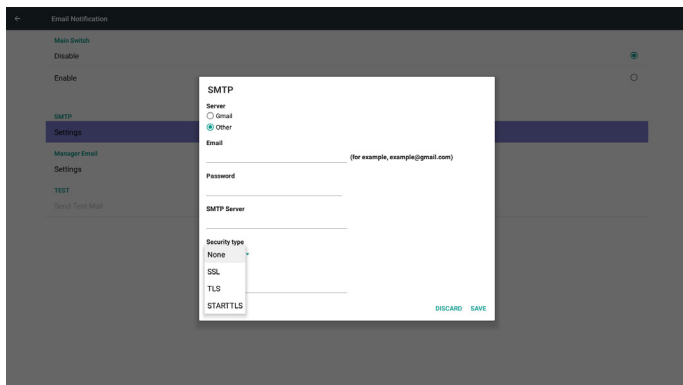 Email Notification
Main Switch
Disable
Enable
SMTP
Settings
Manager Email
Settings
TEST
Send Test Mail
SMTP
Server
Gmail
Other
Email
(for example, example@gmail.com)
Password
SMTP Server
Security type
None
SSL
TLS
STARTTLS
DISCARD SAVE